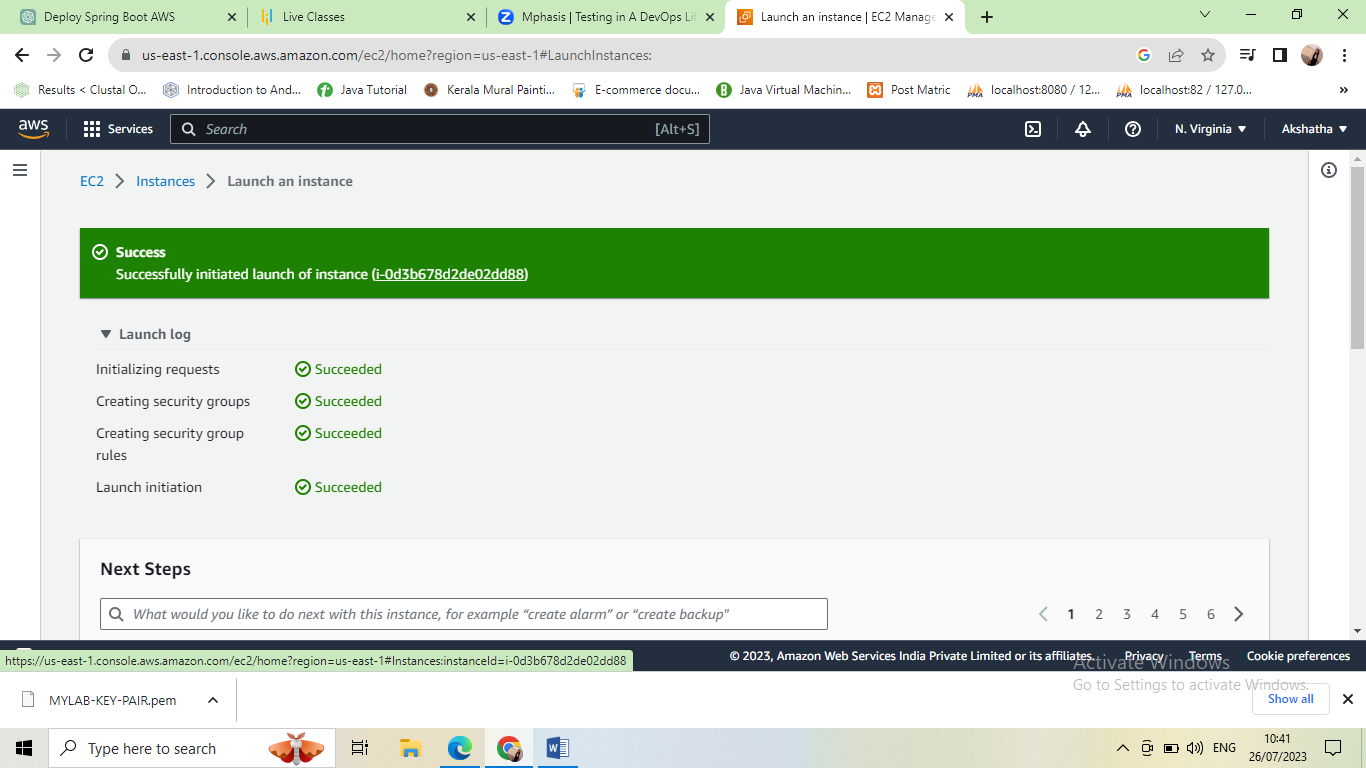 Deploy Spring Boot AWS
Live Classes
Mphasis | Testing in A DevOps Lif
Launch an instance | EC2 Manage
us-east-1.console.aws.amazon.com/ec2/home?region=us-east-1#LaunchInstances:
Results < Clustal O...
Introduction to And...
Java Tutorial
Kerala Mural Painti...
E-commerce docu...
Java Virtual Machin...
Post Matric
localhost:8080 / 12...
localhost:82 / 127.0...
»
aws
Services
Search
[Alt+S]
N. Virginia
Akshatha
EC2
Instances
Launch an instance
Success
Successfully initiated launch of instance (i-0d3b678d2de02dd88)
Launch log
Initializing requests
Succeeded
Creating security groups
Succeeded
Creating security group
rules
Succeeded
Launch initiation
Succeeded
Next Steps
What would you like to do next with this instance, for example “create alarm” or “create backup”
1 2 3 4 5 6
https://us-east-1.console.aws.amazon.com/ec2/home?region=us-east-1#Instances:instanceId=i-0d3b678d2de02dd88
© 2023, Amazon Web Services India Private Limited or its affiliates.
Privacy
Terms
Cookie preferences
Activate Windows
Go to Settings to activate Windows.
MYLAB-KEY-PAIR.pem
Show all
Type here to search
ENG
10:41
26/07/2023